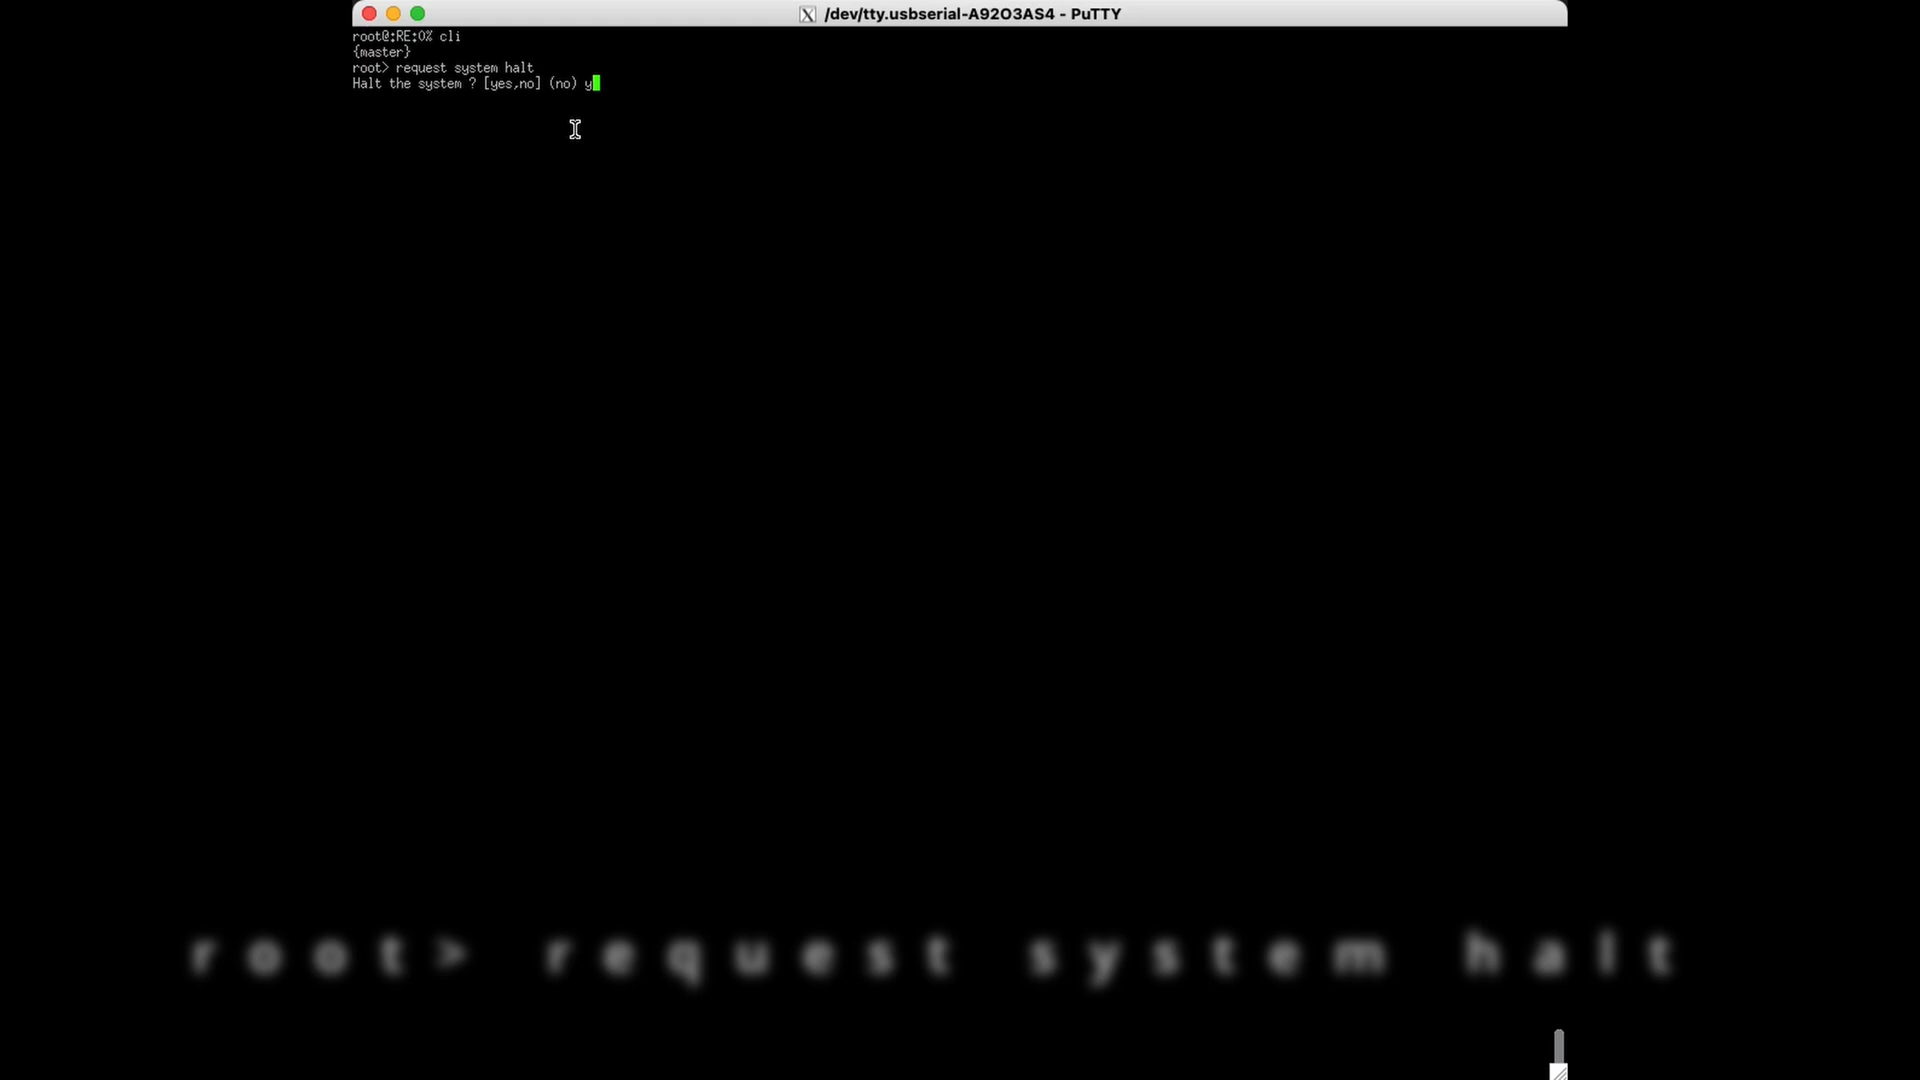 /dev/tty.usbserial-A92O3AS4 - PuTTY
root@:RE:0% cli
{master}
root> request system halt
Halt the system ? [yes,no] (no) y
root> request system halt